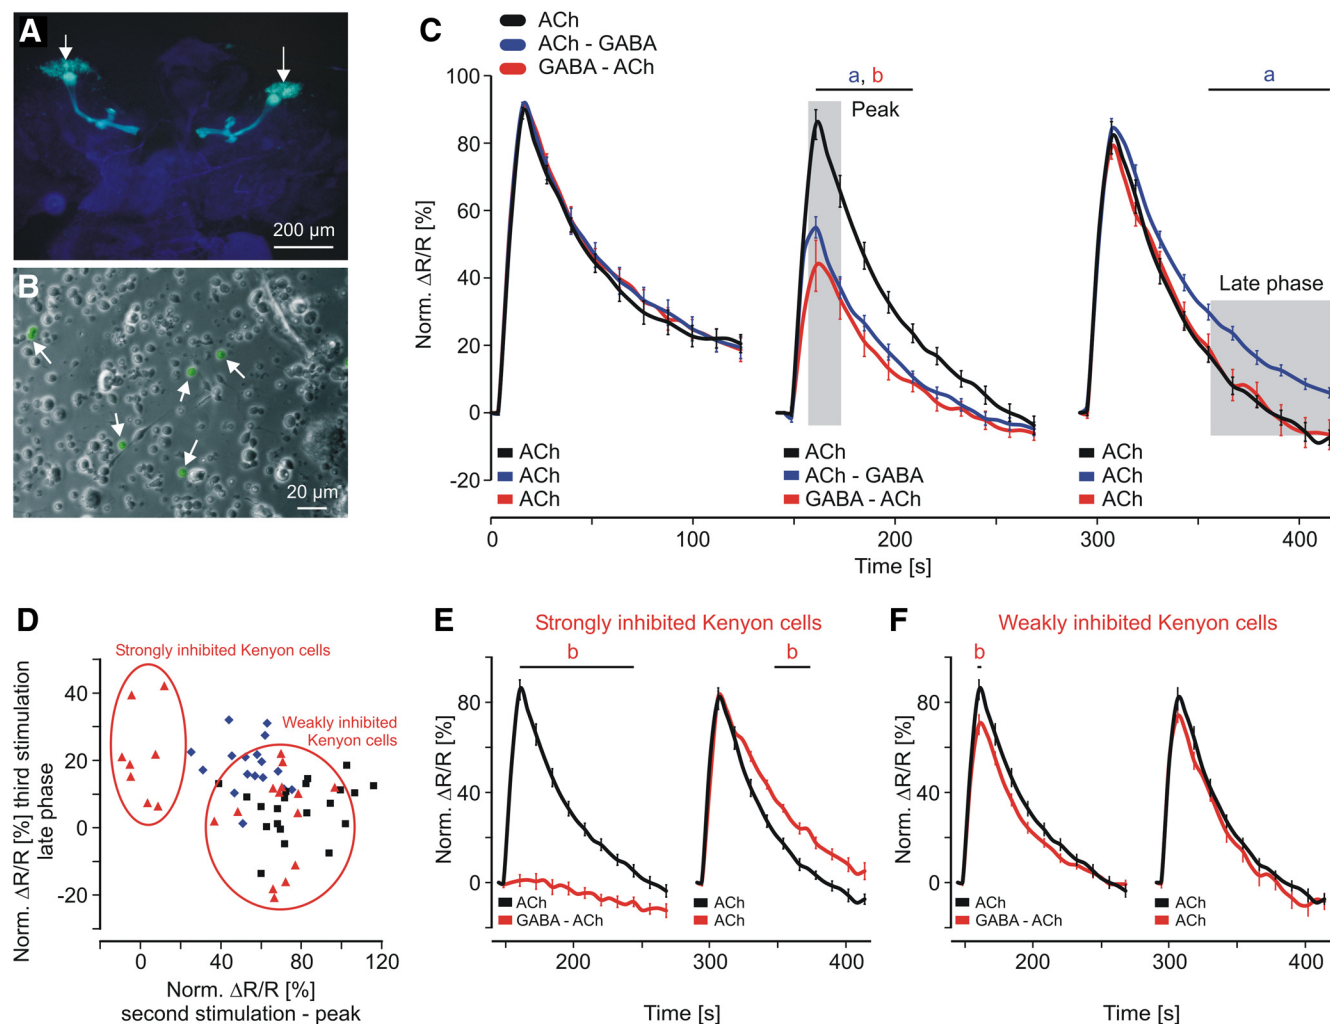 A
200 µm
B
20 µm
C
ACh
ACh - GABA
GABA - ACh
Norm. ΔR/R [%]
100
80
60
40
20
0
-20
a, b
Peak
a
Late phase
ACh
ACh
ACh
ACh
ACh - GABA
GABA - ACh
ACh
ACh
ACh
0
100
200
300
400
Time [s]
D
Strongly inhibited Kenyon cells
Weakly inhibited
Kenyon cells
Norm. ΔR/R [%] third stimulation
late phase
40
20
0
-20
0
40
80
120
Norm. ΔR/R [%]
second stimulation - peak
E
Strongly inhibited Kenyon cells
b
b
Norm. ΔR/R [%]
80
40
0
ACh
GABA - ACh
ACh
ACh
200
300
400
Time [s]
F
Weakly inhibited Kenyon cells
b
Norm. ΔR/R [%]
80
40
0
ACh
GABA - ACh
ACh
ACh
200
300
400
Time [s]